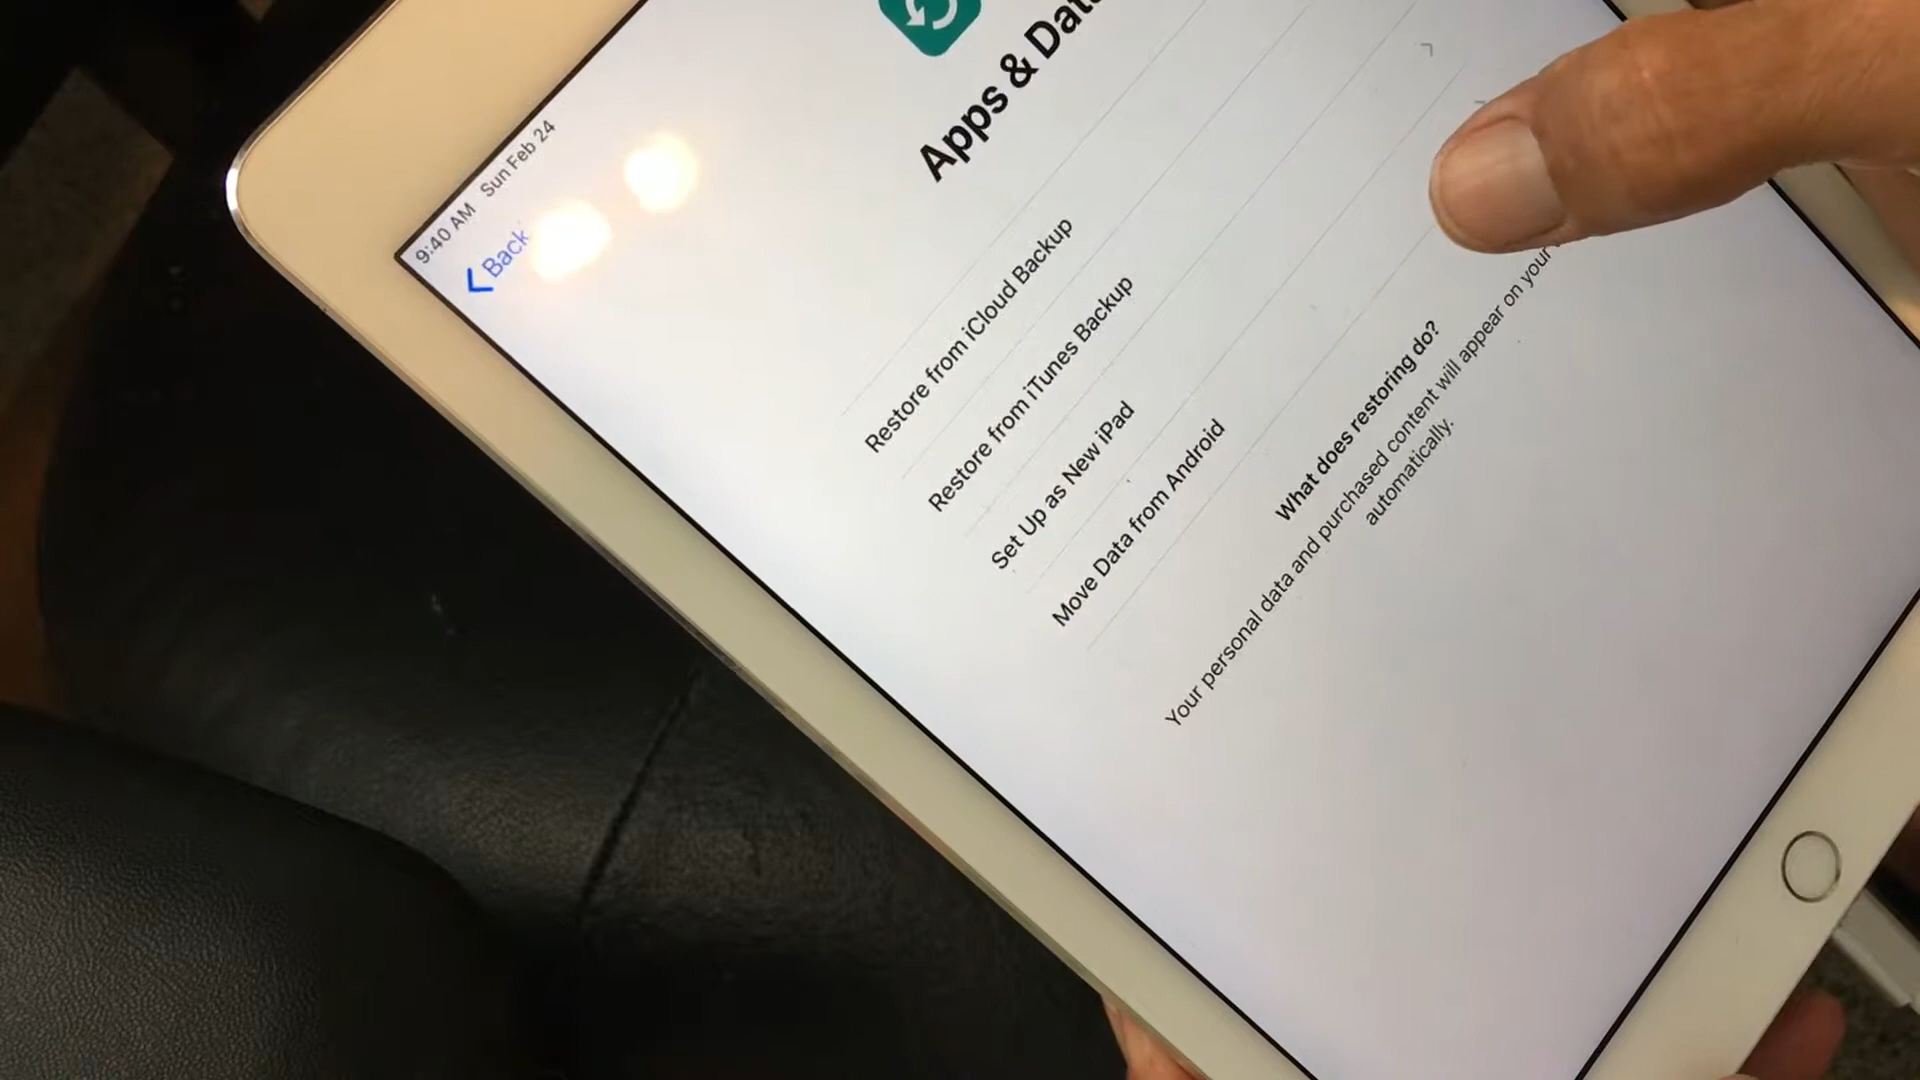 9:40 AM Sun Feb 24
Back
Apps &
Restore from iCloud Backup
Restore from iTunes Backup
Set Up as New iPad
Move Data from Android
What does restoring do?
Your personal data and purchased content will appear on your
automatically.